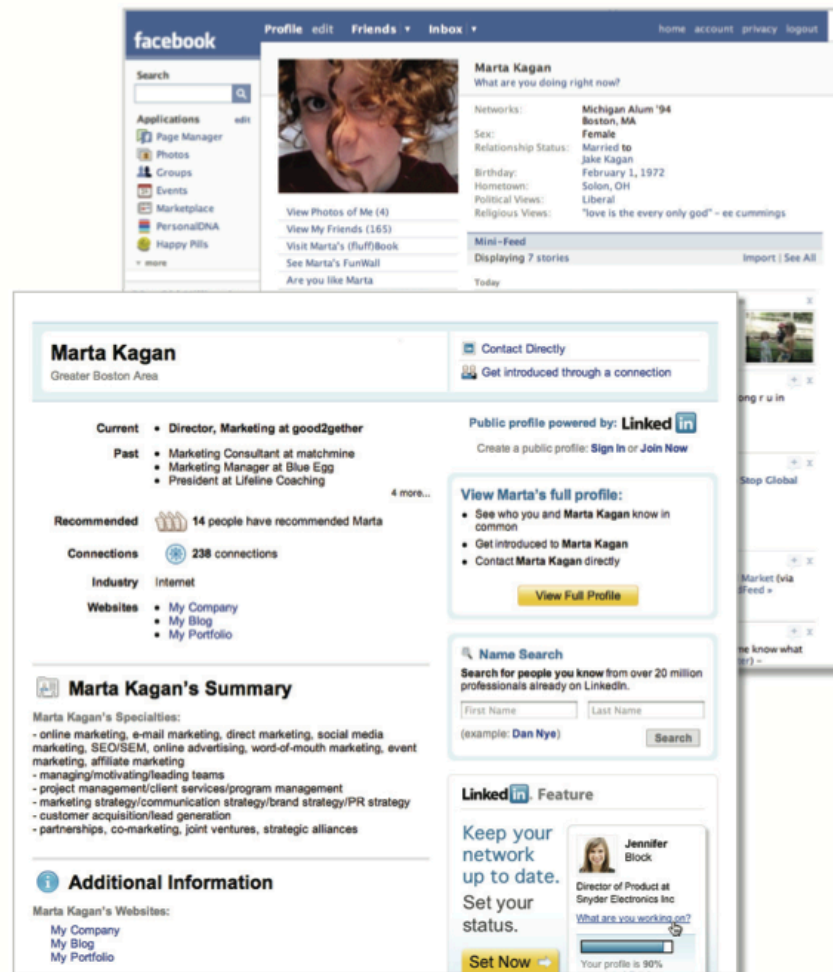 facebook
Profile edit Friends Inbox home account privacy logout
Search
Applications edit
Page Manager
Photos
Groups
Events
Marketplace
PersonalDNA
Happy Pills
more
View Photos of Me (4)
View My Friends (165)
Visit Marta's (fluff)Book
See Marta's FunWall
Are you like Marta
Marta Kagan
What are you doing right now?
Networks: Michigan Alum '94
Boston, MA
Sex: Female
Relationship Status: Married to
Jake Kagan
Birthday: February 1, 1972
Hometown: Solon, OH
Political Views: Liberal
Religious Views: "love is the every only god" – ee cummings
Mini-Feed
Displaying 7 stories Import | See All
Today
ong r u in
Stop Global
Market (via
dFeed »
me know what
er) –
Marta Kagan
Greater Boston Area
Contact Directly
Get introduced through a connection
Current • Director, Marketing at good2gether
Past • Marketing Consultant at matchmine
• Marketing Manager at Blue Egg
• President at Lifeline Coaching
4 more...
Recommended 14 people have recommended Marta
Connections 238 connections
Industry Internet
Websites • My Company
• My Blog
• My Portfolio
Marta Kagan's Summary
Marta Kagan's Specialties:
- online marketing, e-mail marketing, direct marketing, social media
marketing, SEO/SEM, online advertising, word-of-mouth marketing, event
marketing, affiliate marketing
- managing/motivating/leading teams
- project management/client services/program management
- marketing strategy/communication strategy/brand strategy/PR strategy
- customer acquisition/lead generation
- partnerships, co-marketing, joint ventures, strategic alliances
Additional Information
Marta Kagan's Websites:
My Company
My Blog
My Portfolio
Public profile powered by: Linked in
Create a public profile: Sign In or Join Now
View Marta's full profile:
• See who you and Marta Kagan know in
common
• Get introduced to Marta Kagan
• Contact Marta Kagan directly
View Full Profile
Name Search
Search for people you know from over 20 million
professionals already on LinkedIn.
First Name Last Name
(example: Dan Nye) Search
Linked in. Feature
Keep your
network
up to date.
Set your
status.
Set Now
Jennifer
Block
Director of Product at
Snyder Electronics Inc
What are you working on?
Your profile is 90%